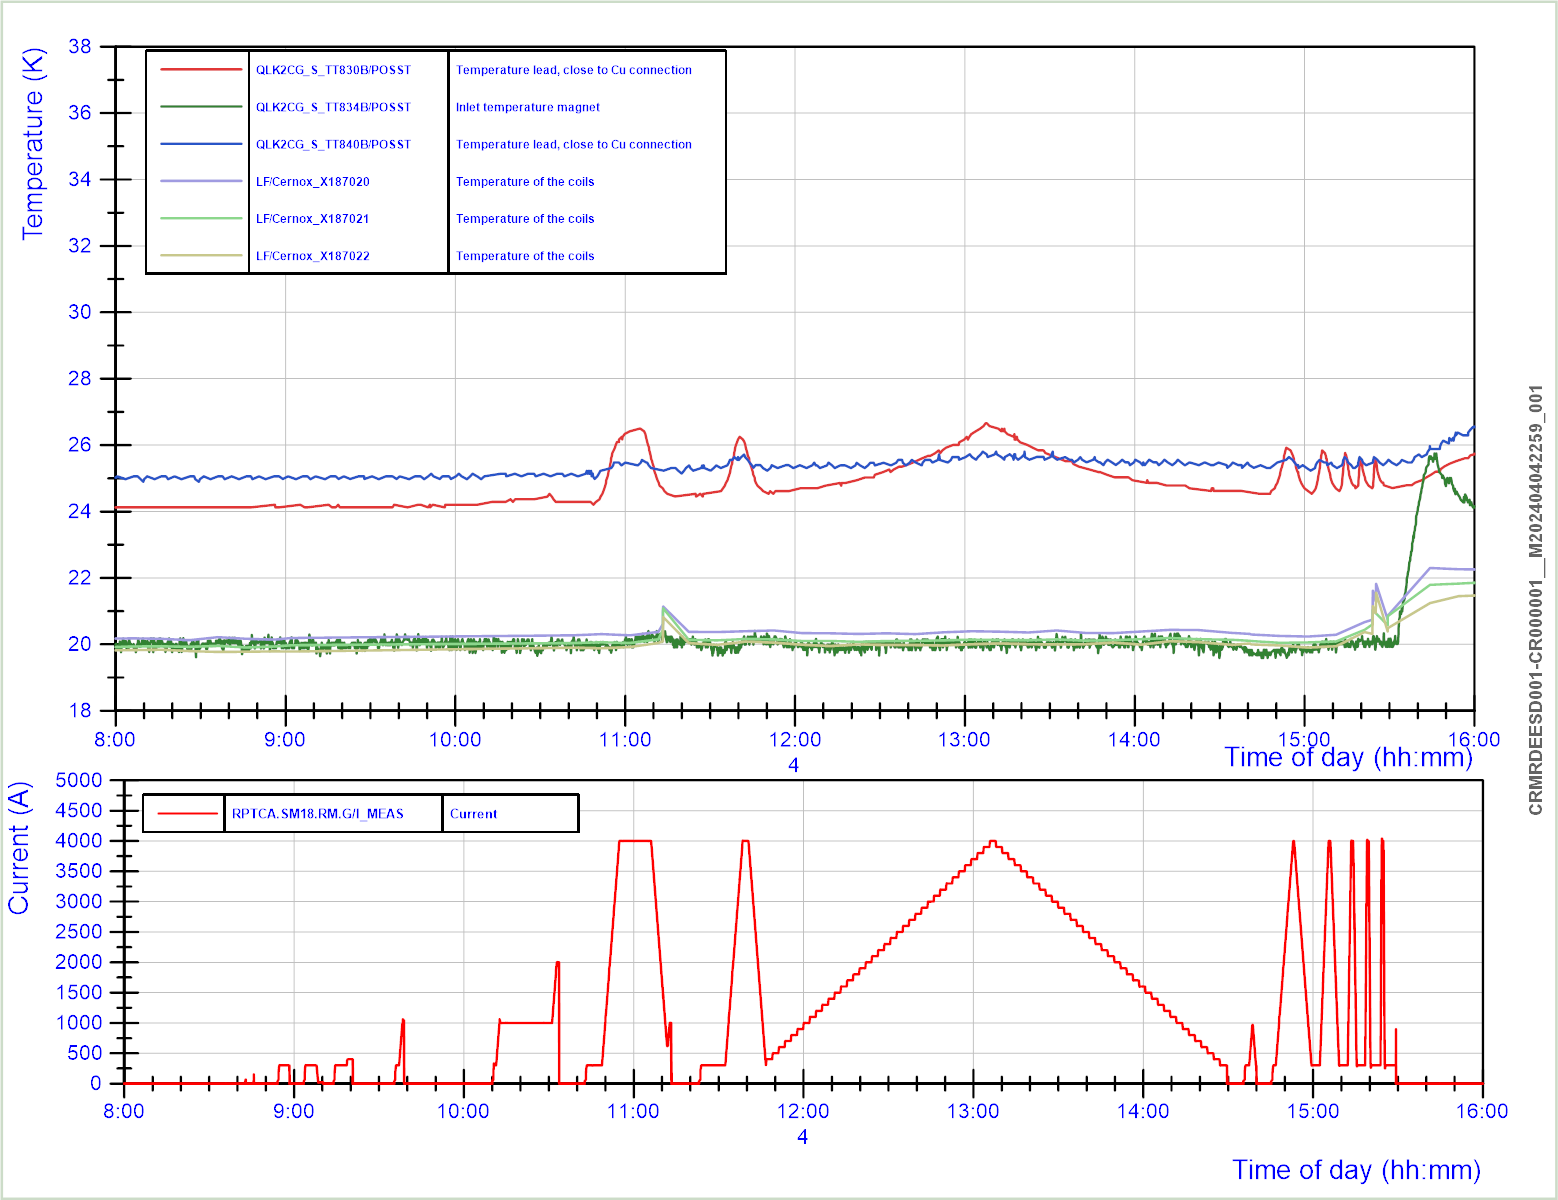 38
36
34
32
30
28
26
24
22
20
18
Temperature (K)
QLK2CG_S_TT830B/POSST Temperature lead, close to Cu connection
QLK2CG_S_TT834B/POSST Inlet temperature magnet
QLK2CG_S_TT840B/POSST Temperature lead, close to Cu connection
LF/Cernox_X187020 Temperature of the coils
LF/Cernox_X187021 Temperature of the coils
LF/Cernox_X187022 Temperature of the coils
8:00 9:00 10:00 11:00 12:00 13:00 14:00 15:00 16:00
4
Time of day (hh:mm)
5000
4500
4000
3500
3000
2500
2000
1500
1000
500
0
Current (A)
RPTCA.SM18.RM.G/I_MEAS Current
8:00 9:00 10:00 11:00 12:00 13:00 14:00 15:00 16:00
4
Time of day (hh:mm)
CRMRDEESD001-CR000001__M202404042259_001